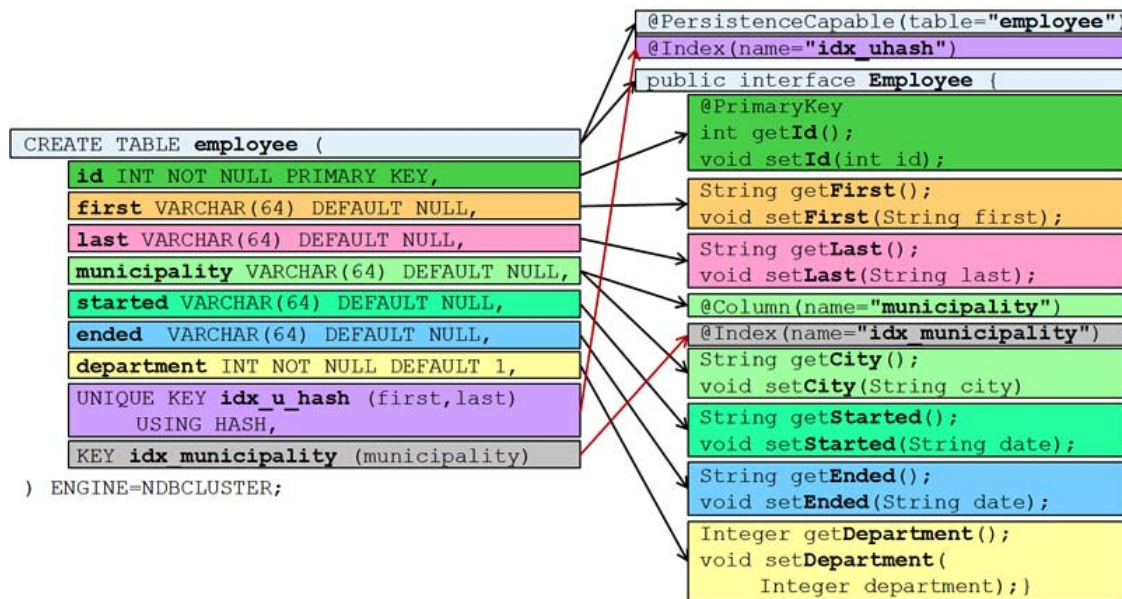 CREATE TABLE employee (
id INT NOT NULL PRIMARY KEY,
first VARCHAR(64) DEFAULT NULL,
last VARCHAR(64) DEFAULT NULL,
municipality VARCHAR(64) DEFAULT NULL,
started VARCHAR(64) DEFAULT NULL,
ended  VARCHAR(64) DEFAULT NULL,
department INT NOT NULL DEFAULT 1,
UNIQUE KEY idx_u_hash (first,last)
USING HASH,
KEY idx_municipality (municipality)
) ENGINE=NDBCLUSTER;
@PersistenceCapable(table="employee")
@Index(name="idx_uhash")
public interface Employee {
@PrimaryKey
int getId();
void setId(int id);
String getFirst();
void setFirst(String first);
String getLast();
void setLast(String last);
@Column(name="municipality")
@Index(name="idx_municipality")
String getCity();
void setCity(String city)
String getStarted();
void setStarted(String date);
String getEnded();
void setEnded(String date);
Integer getDepartment();
void setDepartment(
Integer department);}